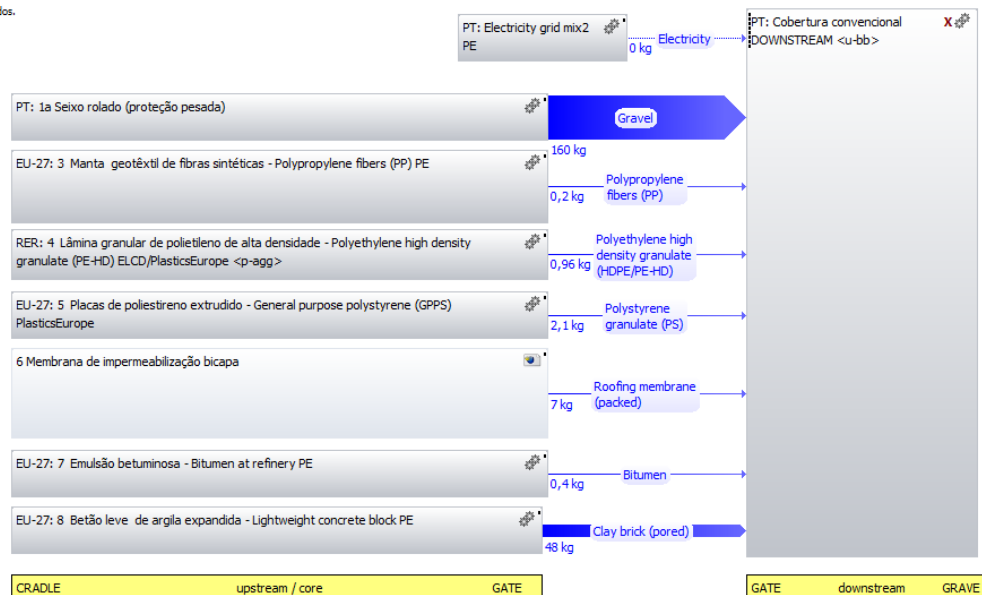 dos.
PT: Electricity grid mix2
PE
0 kg
Electricity
PT: Cobertura convencional
DOWNSTREAM <u-bb>
X
PT: 1a Seixo rolado (proteção pesada)
Gravel
160 kg
EU-27: 3 Manta geotêxtil de fibras sintéticas - Polypropylene fibers (PP) PE
0,2 kg
Polypropylene
fibers (PP)
RER: 4 Lâmina granular de polietileno de alta densidade - Polyethylene high density
granulate (PE-HD) ELCD/PlasticsEurope <p-agg>
0,96 kg
Polyethylene high
density granulate
(HDPE/PE-HD)
EU-27: 5 Placas de poliestireno extrudido - General purpose polystyrene (GPPS)
PlasticsEurope
2,1 kg
Polystyrene
granulate (PS)
6 Membrana de impermeabilização bicapa
7 kg
Roofing membrane
(packed)
EU-27: 7 Emulsão betuminosa - Bitumen at refinery PE
0,4 kg
Bitumen
EU-27: 8 Betão leve de argila expandida - Lightweight concrete block PE
48 kg
Clay brick (pored)
CRADLE upstream / core GATE
GATE downstream GRAVE